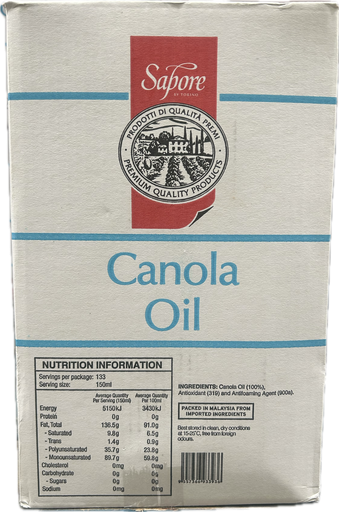 Sapore
PRODOTTI DI QUALITÀ PREMI
PREMIUM QUALITY PRODUCTS
Canola
Oil
NUTRITION INFORMATION
Servings per package: 133
Serving size: 150ml
Average Quantity Per Serving (150ml) Average Quantity Per 100ml
Energy 5150kJ 3430kJ
Protein 0g 0g
Fat, Total 136.5g 91.0g
- Saturated 9.8g 6.5g
- Trans 1.4g 0.9g
- Polyunsaturated 35.7g 23.8g
- Monounsaturated 89.7g 59.8g
Cholesterol 0mg 0mg
Carbohydrate 0g 0g
- Sugars 0g 0g
Sodium 0mg 0mg
INGREDIENTS: Canola Oil (100%),
Antioxidant (319) and Antifoaming Agent (900a).
PACKED IN MALAYSIA FROM
IMPORTED INGREDIENTS
Best stored in clean, dry conditions
at 15-25˚C, free from foreign
odours.